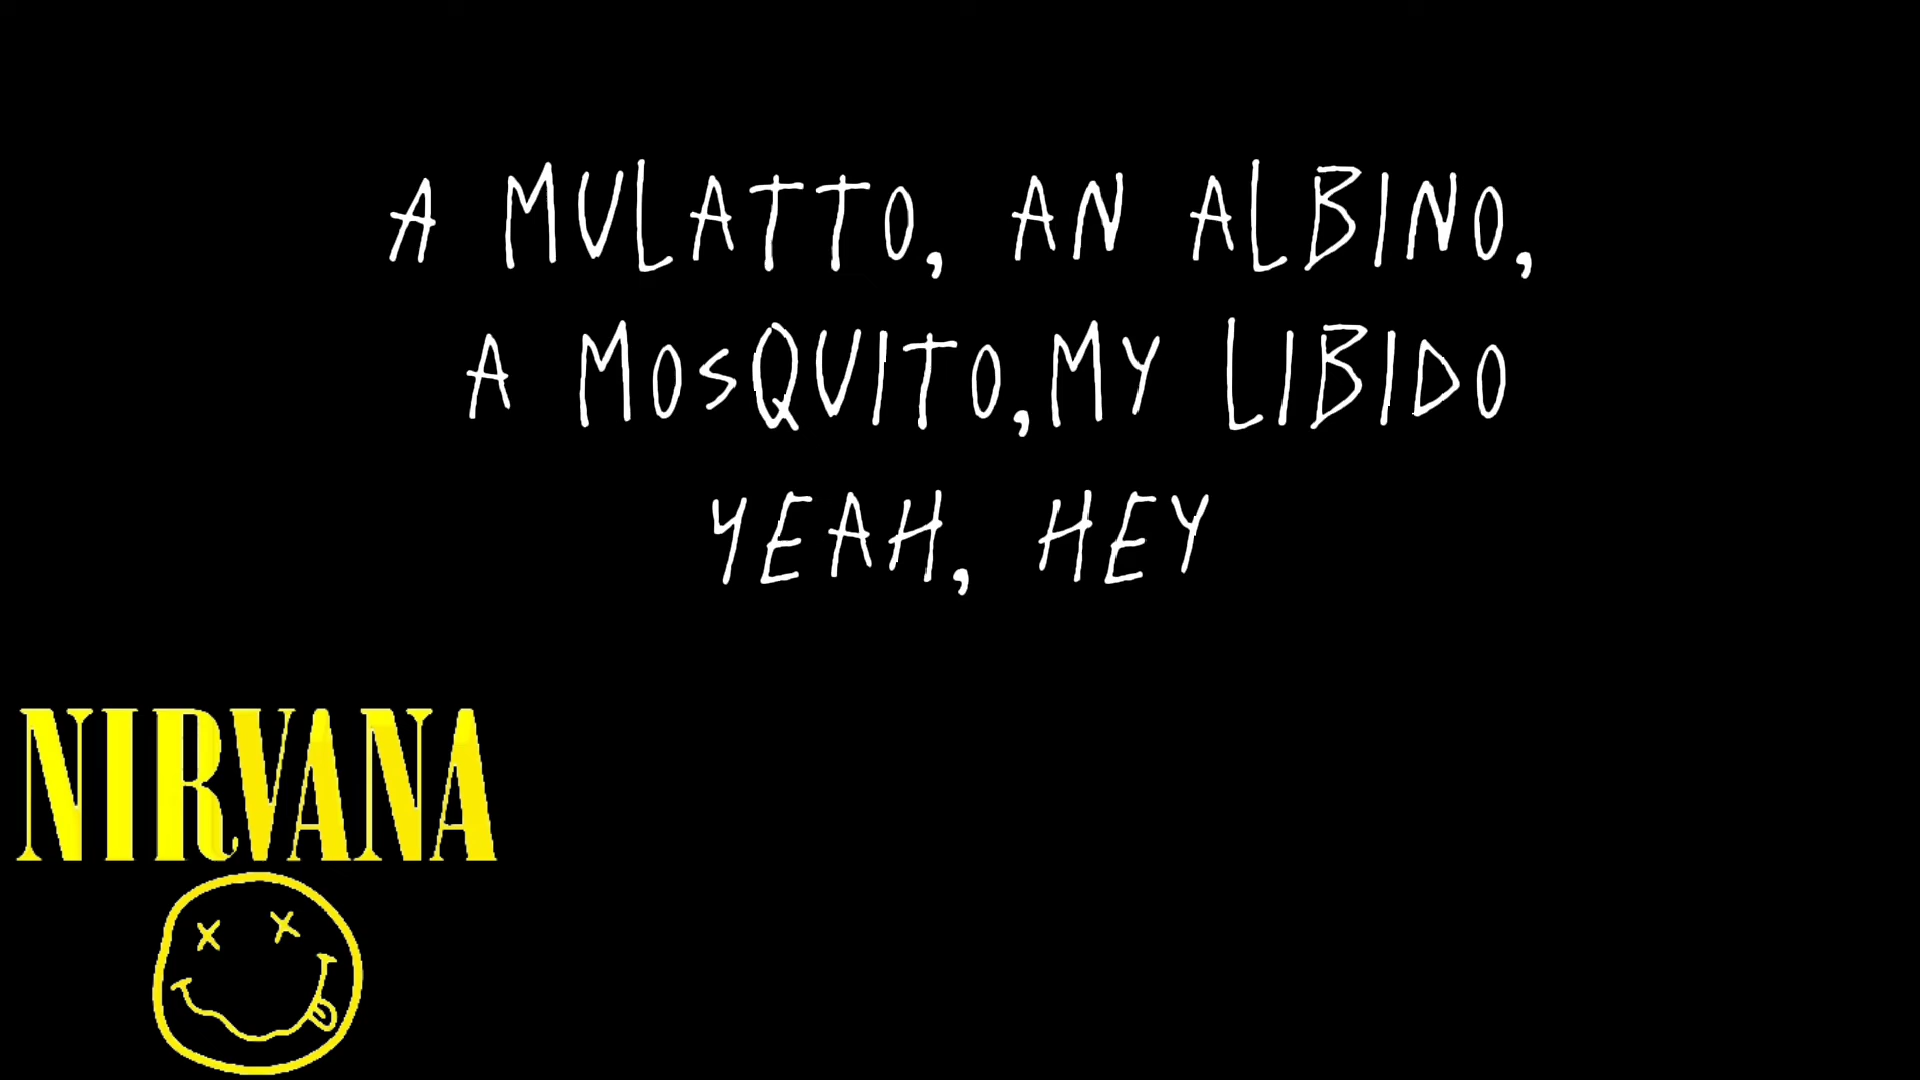 A MULATTO, AN ALBINO,
A MOSQUITO,MY LIBIDO
YEAH, HEY
NIRVANA